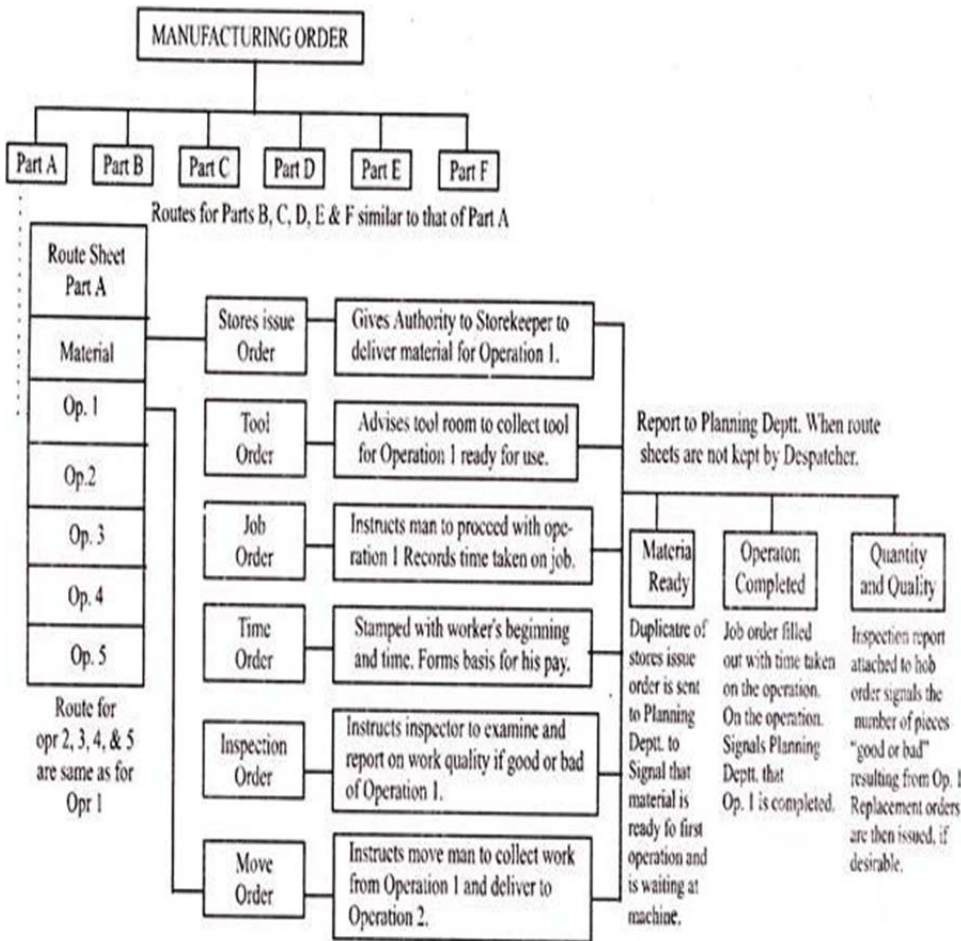 MANUFACTURING ORDER
Part A
Part B
Part C
Part D
Part E
Part F
Routes for Parts B, C, D, E & F similar to that of Part A
Route Sheet
Part A
Material
Op. 1
Op.2
Op. 3
Op. 4
Op. 5
Route for
opr 2, 3, 4, & 5
are same as for
Opr 1
Stores issue
Order
Gives Authority to Storekeeper to
deliver material for Operation 1.
Tool
Order
Advises tool room to collect tool
for Operation 1 ready for use.
Job
Order
Instructs man to proceed with ope-
ration 1 Records time taken on job.
Time
Order
Stamped with worker's beginning
and time. Forms basis for his pay.
Inspection
Order
Instructs inspector to examine and
report on work quality if good or bad
of Operation 1.
Move
Order
Instructs move man to collect work
from Operation 1 and deliver to
Operation 2.
Report to Planning Deptt. When route
sheets are not kept by Despatcher.
Materia
Ready
Duplicatre of
stores issue
order is sent
to Planning
Deptt. to
Signal that
material is
ready fo first
operation and
is waiting at
machine.
Operaton
Completed
Job order filled
out with time taken
on the operation.
On the operation.
Signals Planning
Deptt, that
Op. 1 is completed.
Quantity
and Quality
Inspection report
attached to hob
order signals the
number of pieces
"good or bad"
resulting from Op. 1
Replacement orders
are then issued, if
desirable.